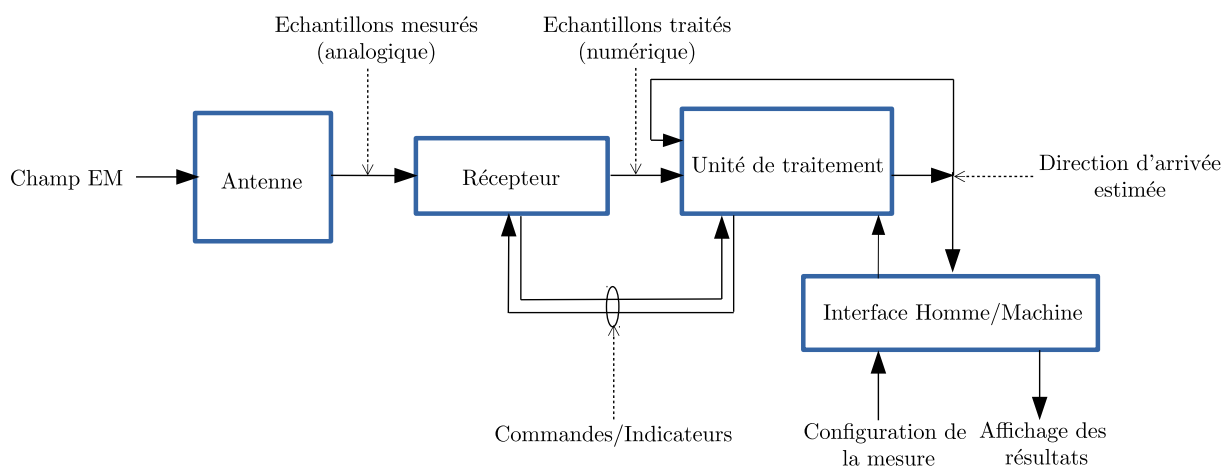 Echantillons mesurés
(analogique)
Echantillons traités
(numérique)
Champ EM
Antenne
Récepteur
Unité de traitement
Direction d'arrivée
estimée
Interface Homme/Machine
Commandes/Indicateurs
Configuration de
la mesure
Affichage des
résultats